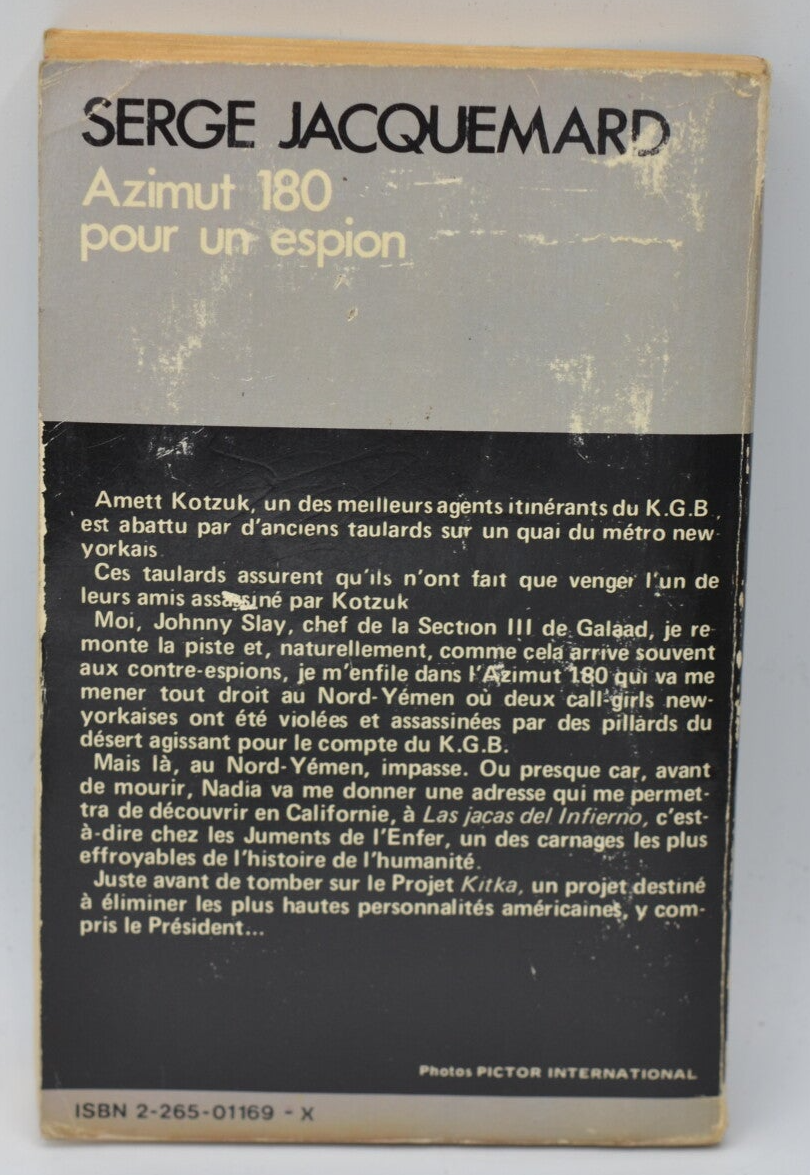 SERGE JACQUEMARD
Azimut 180
pour un espion
Amett Kotzuk, un des meilleurs agents itinérants du K.G.B.,
est abattu par d'anciens taulards sur un quai du métro new-
yorkais.
Ces taulards assurent qu'ils n'ont fait que venger l'un de
leurs amis assassiné par Kotzuk
Moi, Johnny Slay, chef de la Section III de Galaad, je re-
monte la piste et, naturellement, comme cela arrive souvent
aux contre-espions, je m'enfile dans l'Azimut 180 qui va me
mener tout droit au Nord-Yémen où deux call-girls new-
yorkaises ont été violées et assassinées par des pillards du
désert agissant pour le compte du K.G.B.
Mais là, au Nord-Yémen, impasse. Ou presque car, avant
de mourir, Nadia va me donner une adresse qui me permet-
tra de découvrir en Californie, à Las jacas del Infierno, c'est-
à-dire chez les Juments de l'Enfer, un des carnages les plus
effroyables de l'histoire de l'humanité.
Juste avant de tomber sur le Projet Kitka, un projet destiné
à éliminer les plus hautes personnalités américaines, y com-
pris le Président...
Photos PICTOR INTERNATIONAL
ISBN 2-265-01169 - X